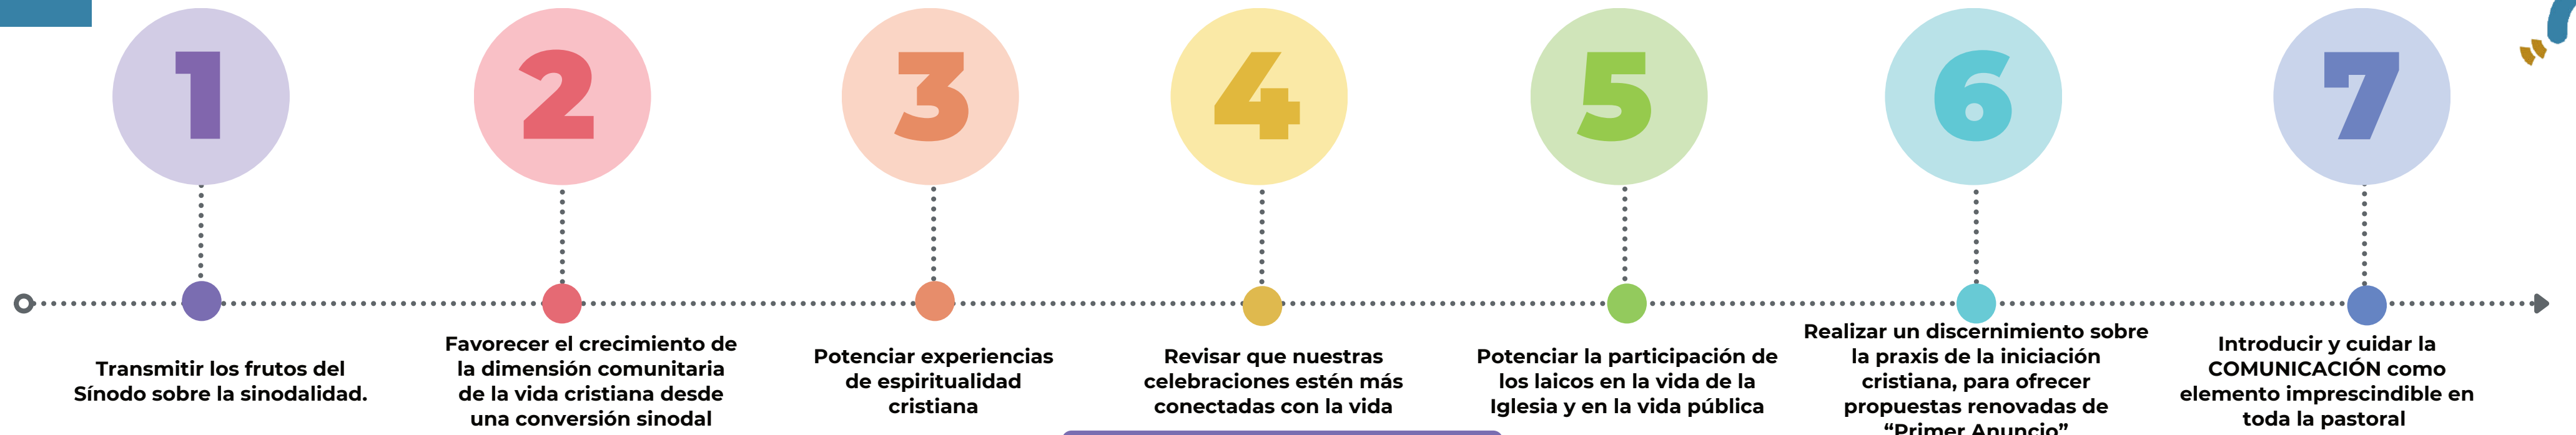 1
Transmitir los frutos del
Sínodo sobre la sinodalidad.
2
Favorecer el crecimiento de
la dimensión comunitaria
de la vida cristiana desde
una conversión sinodal
3
Potenciar experiencias
de espiritualidad
cristiana
4
Revisar que nuestras
celebraciones estén más
conectadas con la vida
5
Potenciar la participación de
los laicos en la vida de la
Iglesia y en la vida pública
6
Realizar un discernimiento sobre
la praxis de la iniciación
cristiana, para ofrecer
propuestas renovadas de
“Primer Anuncio”
7
Introducir y cuidar la
COMUNICACIÓN como
elemento imprescindible en
toda la pastoral